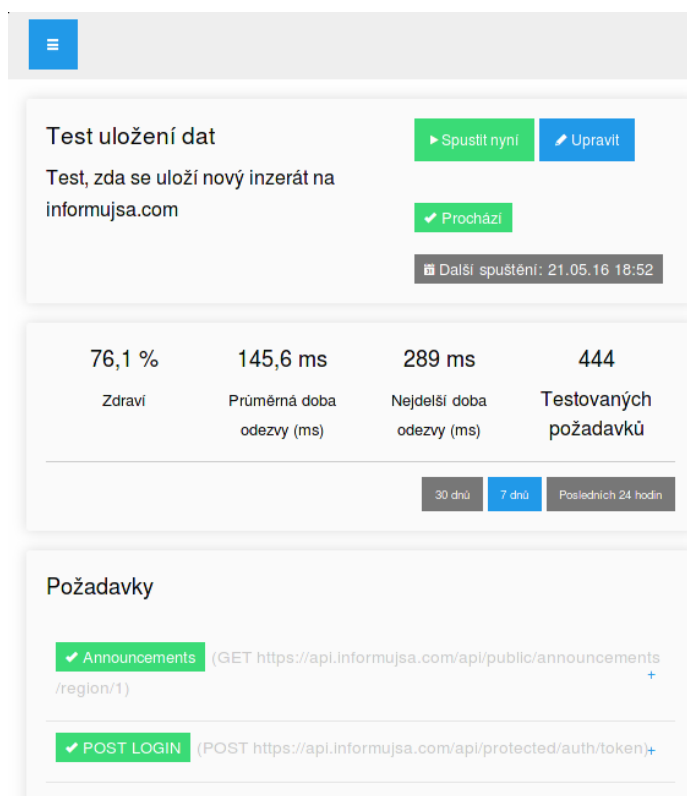 Test uložení dat
Spustit nyní
Upravit
Test, zda se uloží nový inzerát na
informujsa.com
Prochází
Další spuštění: 21.05.16 18:52
76,1 %
145,6 ms
289 ms
444
Zdraví
Průměrná doba
odezvy (ms)
Nejdelší doba
odezvy (ms)
Testovaných
požadavků
30 dnů
7 dnů
Posledních 24 hodin
Požadavky
Announcements (GET https://api.informujsa.com/api/public/announcements
/region/1)
+
POST LOGIN (POST https://api.informujsa.com/api/protected/auth/token)
+